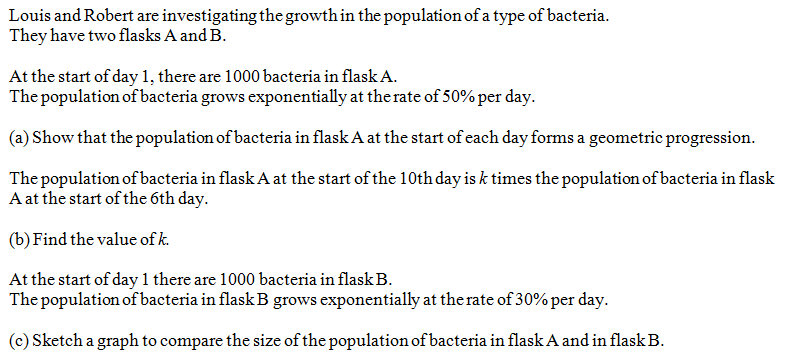 Louis and Robert are investigating the growth in the population of a type of bacteria.
They have two flasks A and B.
At the start of day 1, there are 1000 bacteria in flask A.
The population of bacteria grows exponentially at the rate of 50% per day.
(a) Show that the population of bacteria in flask A at the start of each day forms a geometric progression.
The population of bacteria in flask A at the start of the 10th day is k times the population of bacteria in flask
A at the start of the 6th day.
(b) Find the value of k.
At the start of day 1 there are 1000 bacteria in flask B.
The population of bacteria in flask B grows exponentially at the rate of 30% per day.
(c) Sketch a graph to compare the size of the population of bacteria in flask A and in flask B.